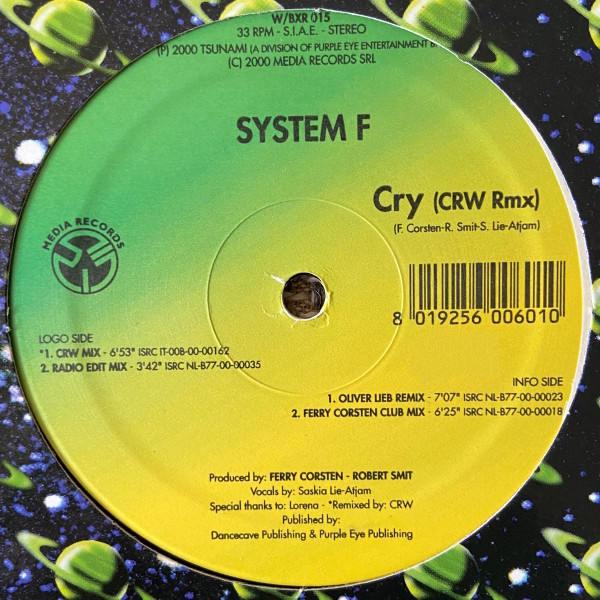 W/BXR 015
33 RPM - S.I.A.E. - STEREO
(P) 2000 TSUNAMI (A DIVISION OF PURPLE EYE ENTERTAINMENT
(C) 2000 MEDIA RECORDS SRL
SYSTEM F
Cry (CRW Rmx)
(F. Corsten-R. Smit-S. Lie-Atjam)
MEDIA RECORDS
8 019256 006010
LOGO SIDE
*1. CRW MIX - 6'53" ISRC IT-00B-00-00162
2. RADIO EDIT MIX - 3'42" ISRC NL-B77-00-00035
INFO SIDE
1. OLIVER LIEB REMIX - 7'07" ISRC NL-B77-00-00023
2. FERRY CORSTEN CLUB MIX - 6'25" ISRC NL-B77-00-00018
Produced by: FERRY CORSTEN - ROBERT SMIT
Vocals by: Saskia Lie-Atjam
Special thanks to: Lorena - *Remixed by: CRW
Published by:
Dancecave Publishing & Purple Eye Publishing